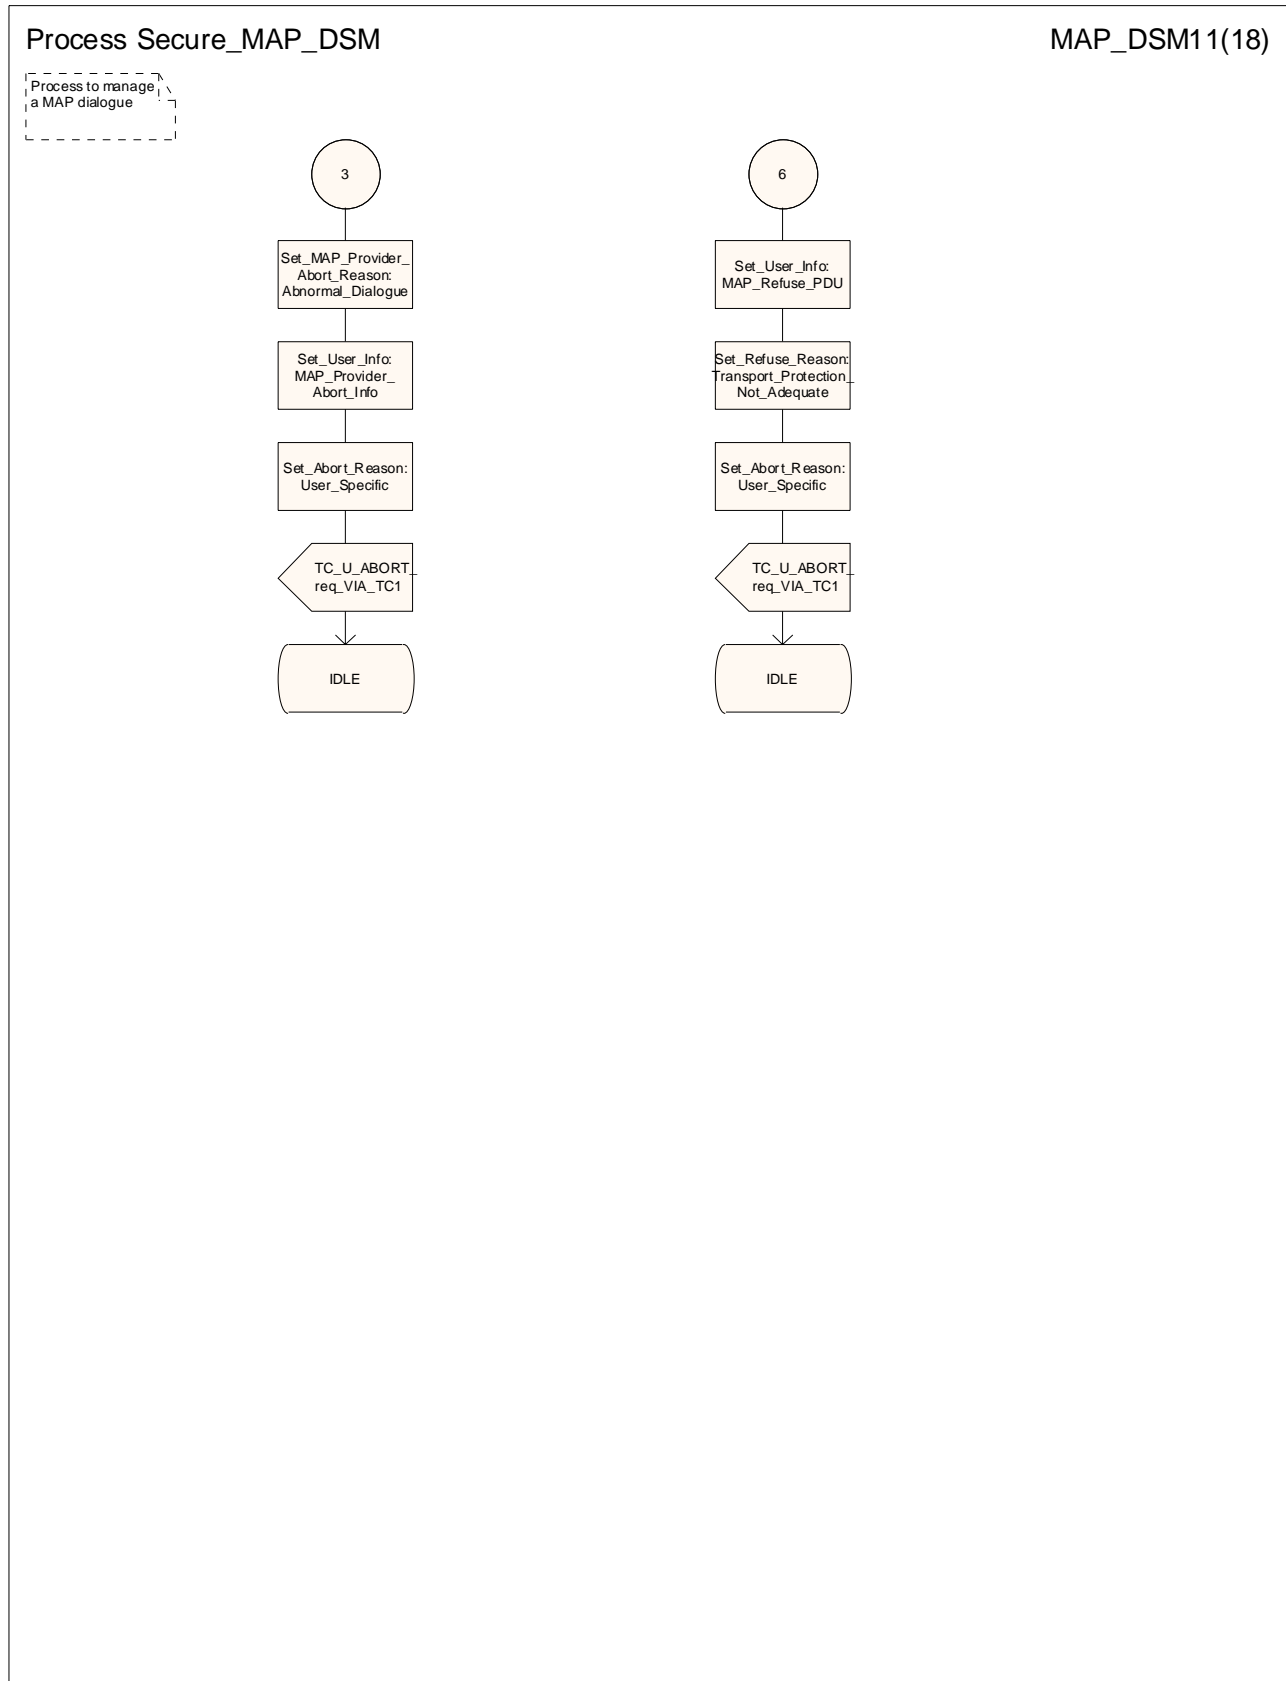 Process Secure_MAP_DSM
MAP_DSM11(18)
Process to manage
a MAP dialogue
3
Set_MAP_Provider_
Abort_Reason:
Abnormal_Dialogue
Set_User_Info:
MAP_Provider_
Abort_Info
Set_Abort_Reason:
User_Specific
TC_U_ABORT_
req_VIA_TC1
IDLE
6
Set_User_Info:
MAP_Refuse_PDU
Set_Refuse_Reason:
Transport_Protection_
Not_Adequate
Set_Abort_Reason:
User_Specific
TC_U_ABORT_
req_VIA_TC1
IDLE